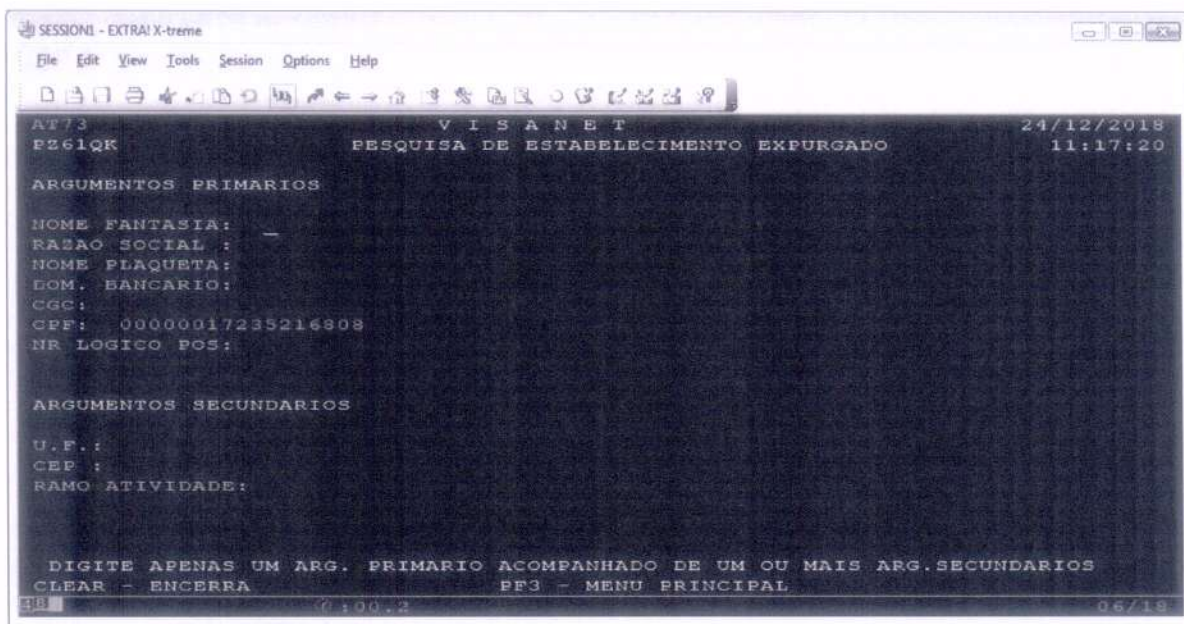 SESSION1 - EXTRA! X-treme
File Edit View Tools Session Options Help
AT73 V I S A N E T 24/12/2018
PZ61QK PESQUISA DE ESTABELECIMENTO EXPURGADO 11:17:20
ARGUMENTOS PRIMARIOS
NOME FANTASIA: _
RAZAO SOCIAL :
NOME PLAQUETA:
DOM. BANCARIO:
CGC:
CPF: 00000017235216808
NR LOGICO POS:
ARGUMENTOS SECUNDARIOS
U.F.:
CEP :
RAMO ATIVIDADE:
DIGITE APENAS UM ARG. PRIMARIO ACOMPANHADO DE UM OU MAIS ARG.SECUNDARIOS
CLEAR - ENCERRA PF3 - MENU PRINCIPAL
:00.2 06/18